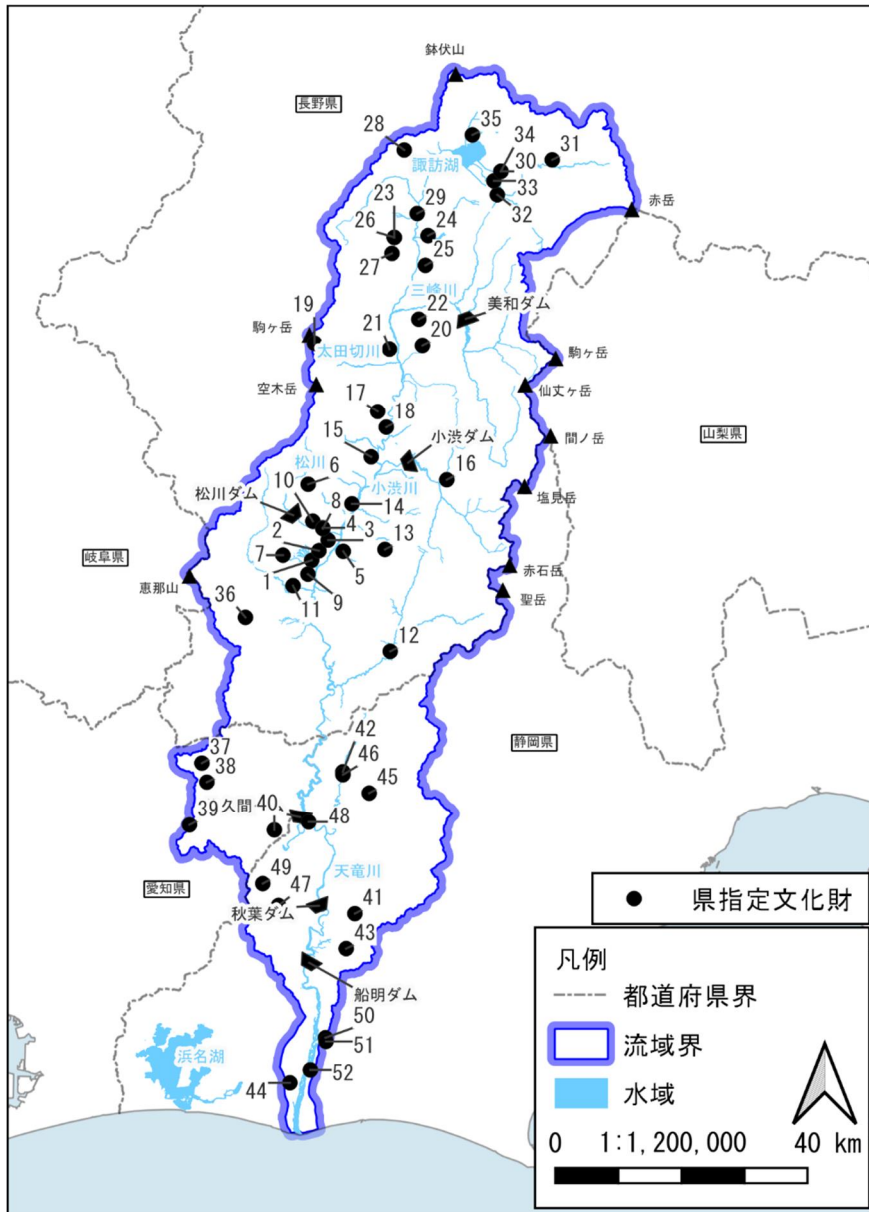 鉢伏山
長野県
35
28
34
31
諏訪湖
30
33
23
29
32
赤岳
26
24
25
27
三峰川
19
22
美和ダム
駒ヶ岳
21
20
太田切川
駒ヶ岳
空木岳
仙丈ヶ岳
17
18
15
小渋ダム
間ノ岳
山梨県
松川
6
16
10
小渋川
塩見岳
松川ダム
8
14
4
2
3
13
岐阜県
7
赤石岳
恵那山
1
5
聖岳
36
11
9
12
42
静岡県
37
46
38
45
39
久間
40
48
49
天竜川
愛知県
47
41
秋葉ダム
県指定文化財
43
凡例
船明ダム
都道府県界
50
浜名湖
51
流域界
44
52
水域
0 1:1,200,000 40 km